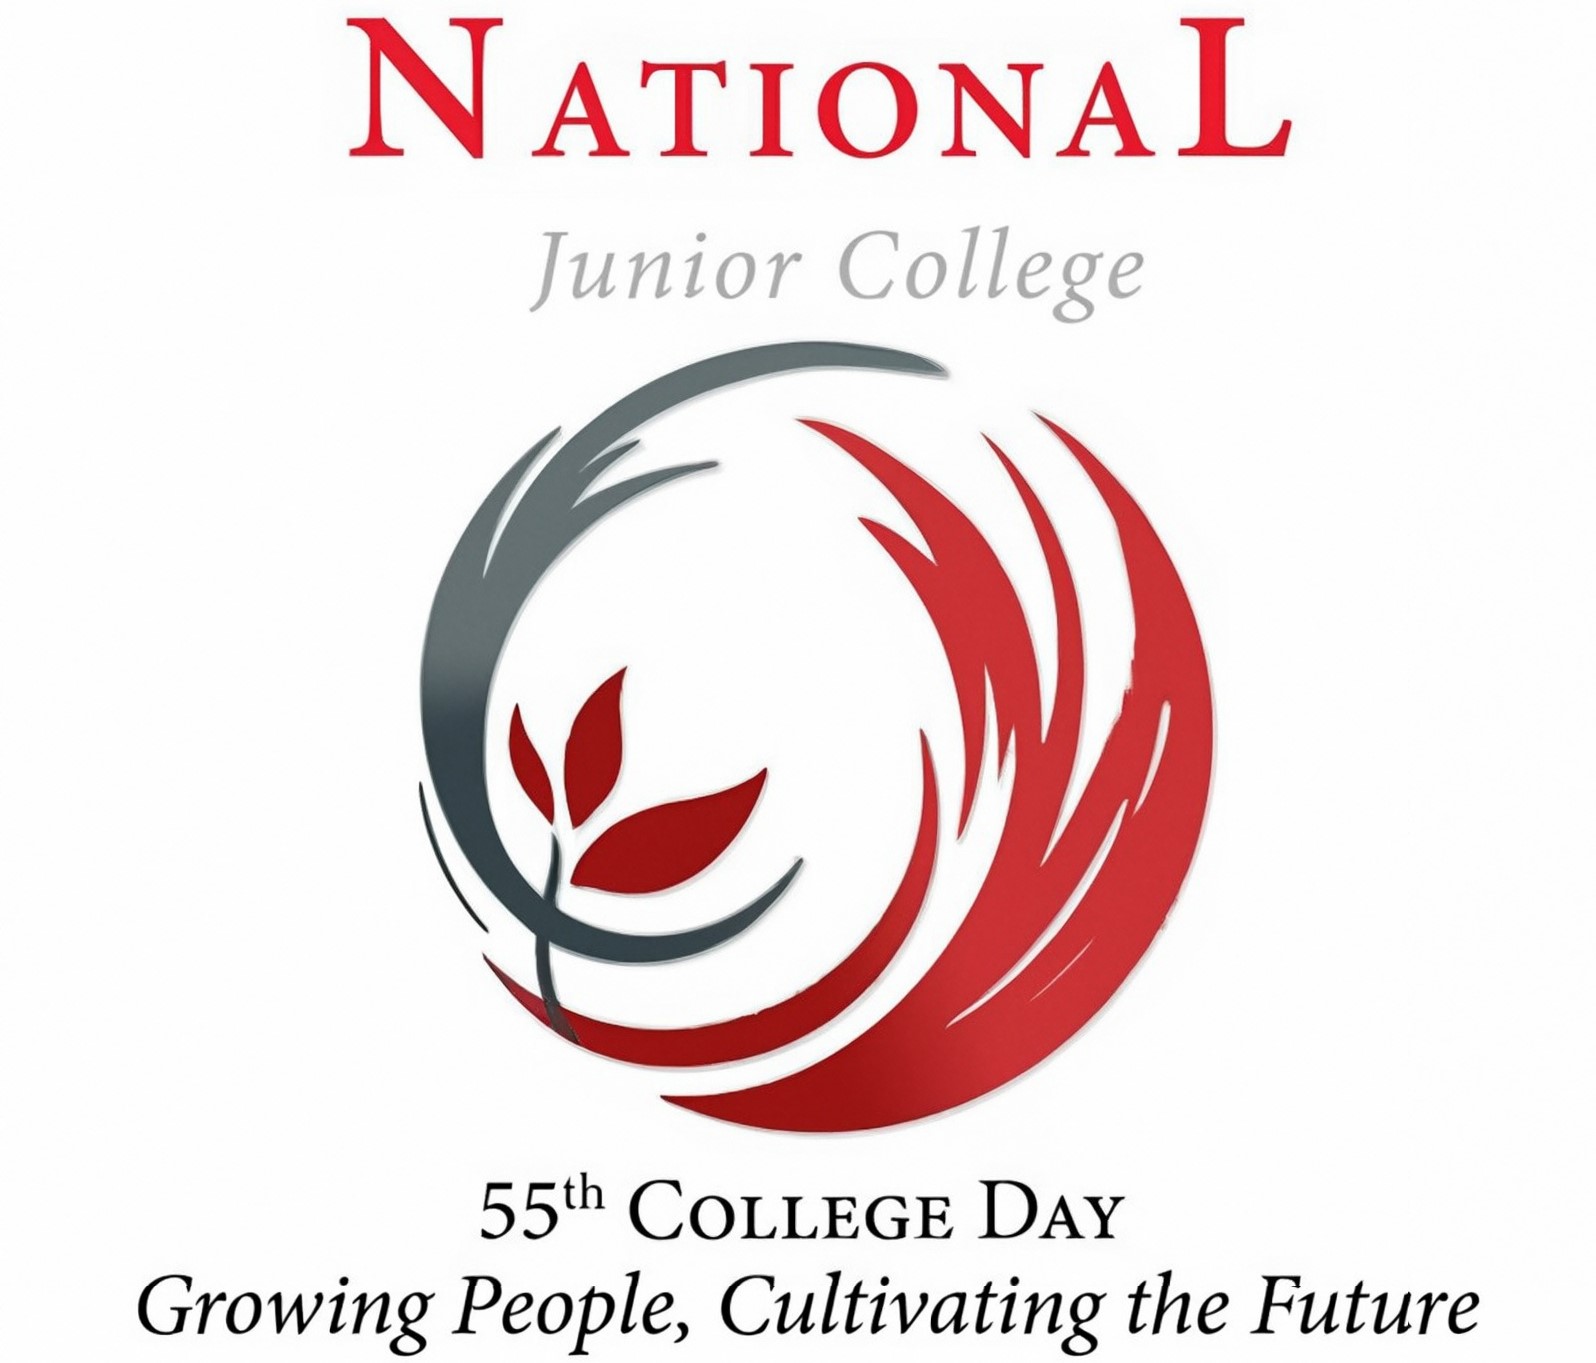 NATIONAL
Junior College
55th COLLEGE DAY
Growing People, Cultivating the Future